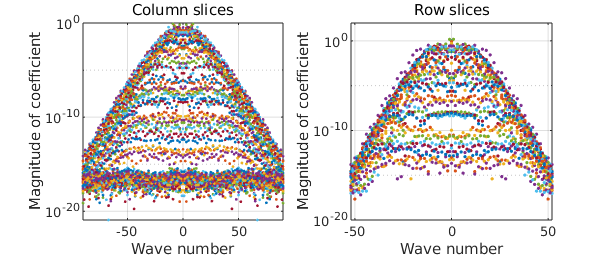 Column slices
Magnitude of coefficient
10^0
10^-10
10^-20
-50 0 50
Wave number
Row slices
Magnitude of coefficient
10^0
10^-10
10^-20
-50 0 50
Wave number